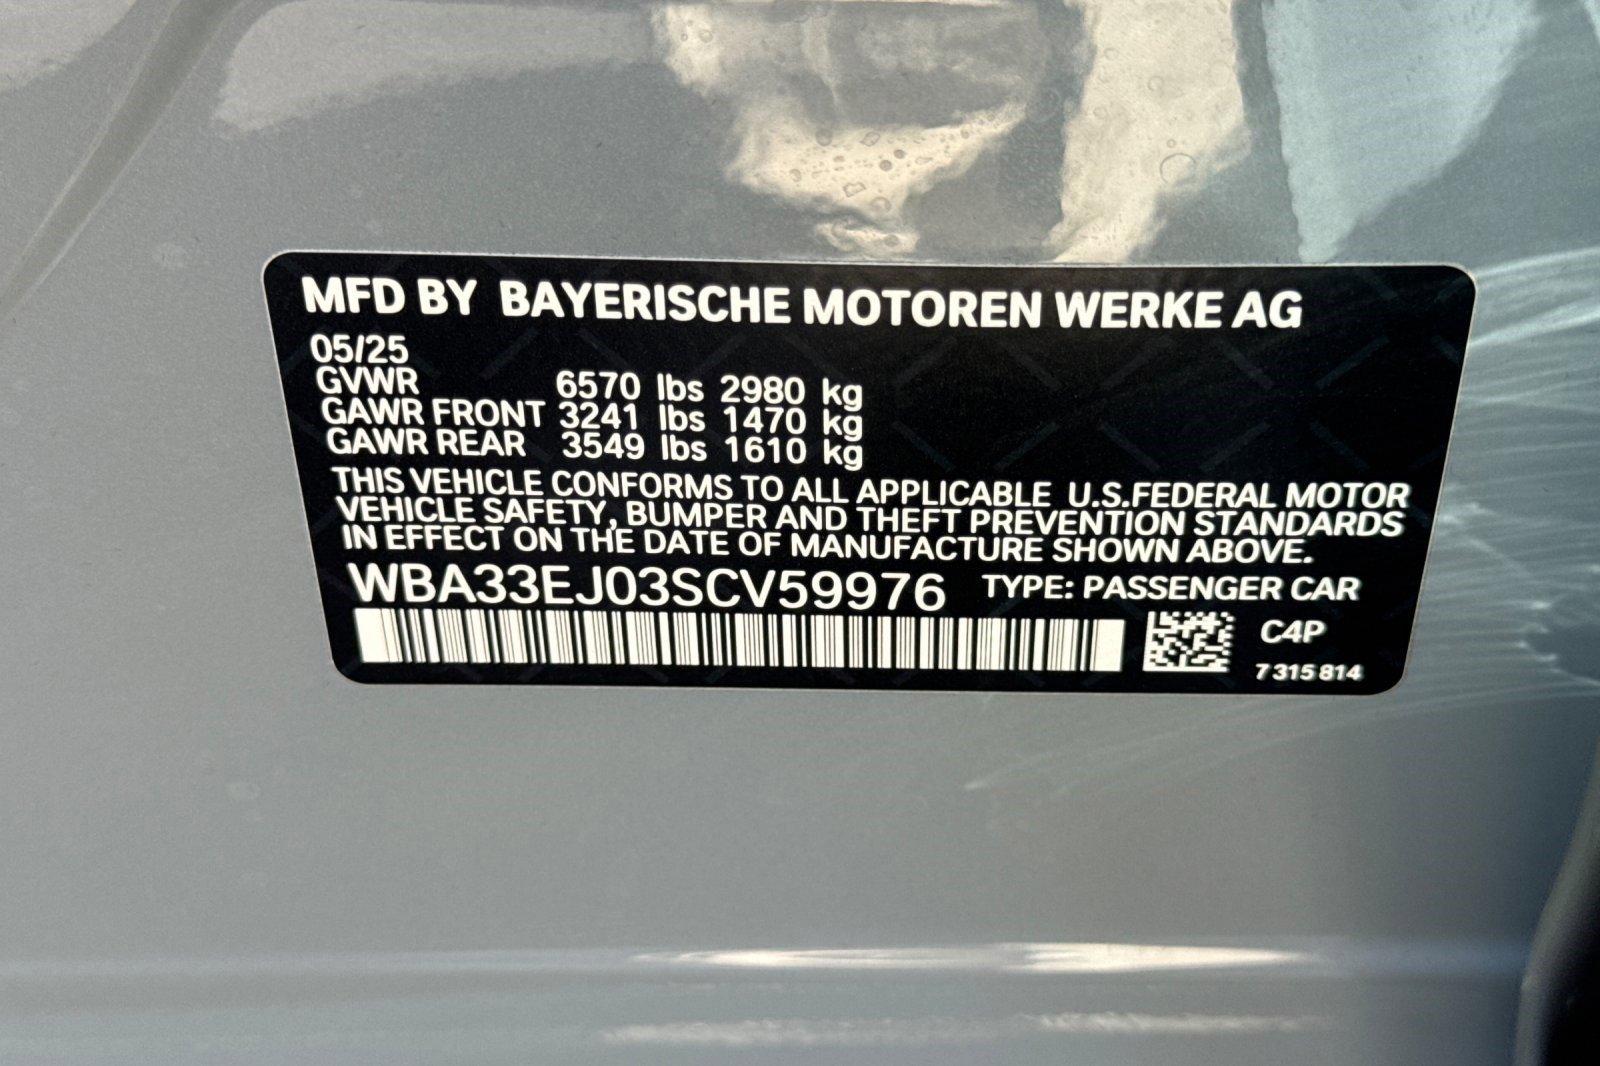 MFD BY BAYERISCHE MOTOREN WERKE AG
05/25
GVWR 6570 lbs 2980 kg
GAWR FRONT 3241 lbs 1470 kg
GAWR REAR 3549 lbs 1610 kg
THIS VEHICLE CONFORMS TO ALL APPLICABLE U.S.FEDERAL MOTOR
VEHICLE SAFETY, BUMPER AND THEFT PREVENTION STANDARDS
IN EFFECT ON THE DATE OF MANUFACTURE SHOWN ABOVE.
WBA33EJ03SCV59976 TYPE: PASSENGER CAR
C4P
7 315 814